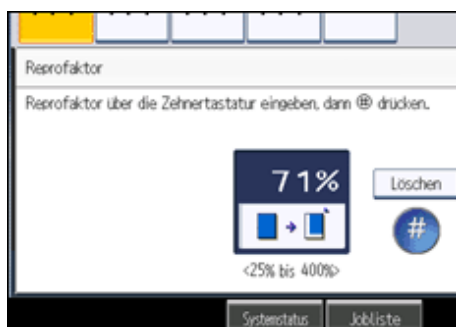 Reprofaktor
Reprofaktor über die Zehnertastatur eingeben, dann # drücken.
71%
Löschen
#
<25% bis 400%>
Systemstatus
Jobliste